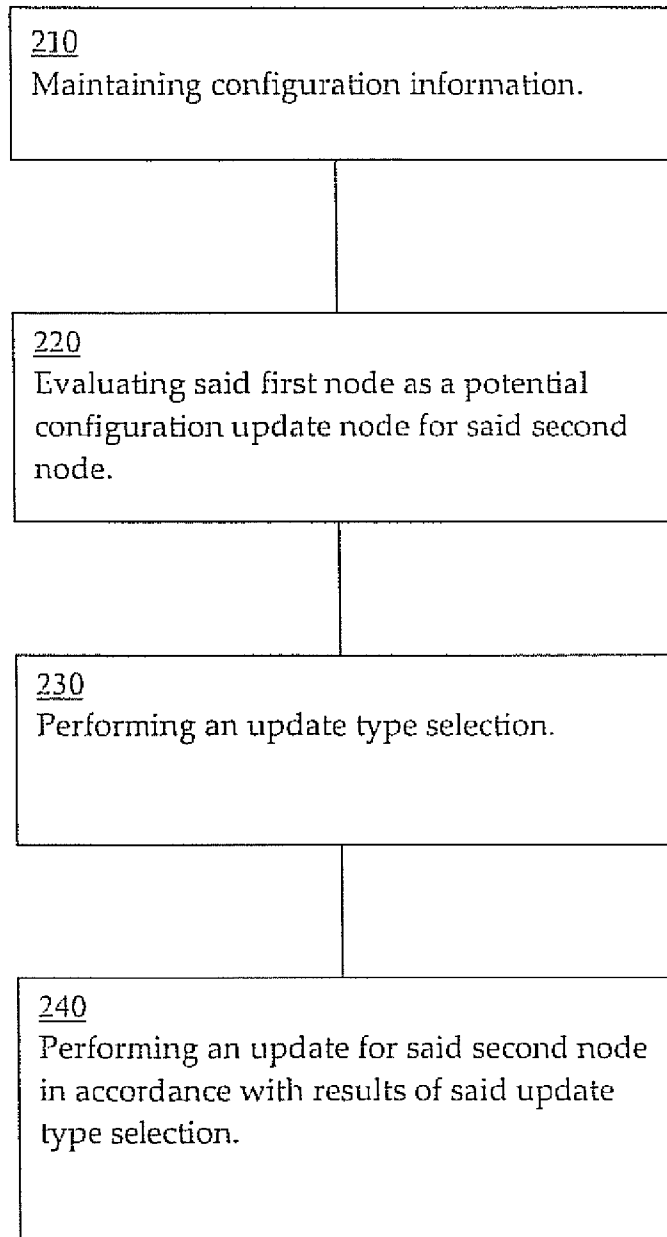 210
Maintaining configuration information.
220
Evaluating said first node as a potential
configuration update node for said second
node.
230
Performing an update type selection.
240
Performing an update for said second node
in accordance with results of said update
type selection.